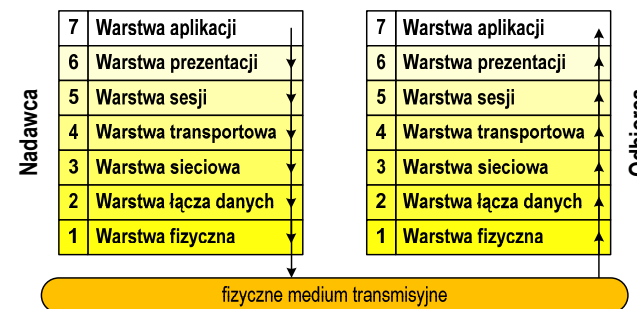 Nadawca
7 Warstwa aplikacji
6 Warstwa prezentacji
5 Warstwa sesji
4 Warstwa transportowa
3 Warstwa sieciowa
2 Warstwa łącza danych
1 Warstwa fizyczna
7 Warstwa aplikacji
6 Warstwa prezentacji
5 Warstwa sesji
4 Warstwa transportowa
3 Warstwa sieciowa
2 Warstwa łącza danych
1 Warstwa fizyczna
fizyczne medium transmisyjne